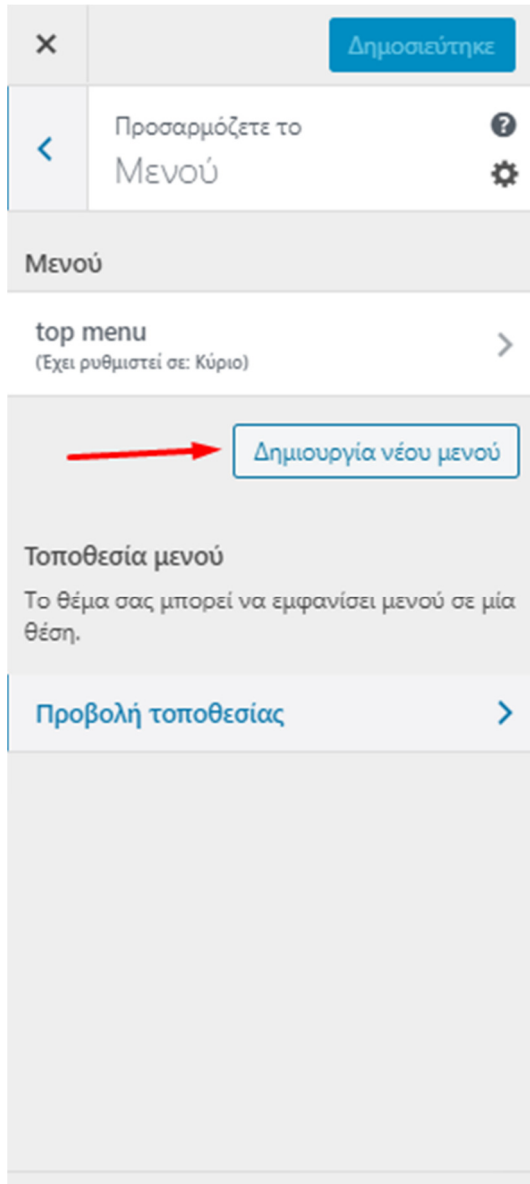 Δημοσιεύτηκε
Προσαρμόζετε το
Μενού
Μενού
top menu
(Έχει ρυθμιστεί σε: Κύριο)
Δημιουργία νέου μενού
Τοποθεσία μενού
Το θέμα σας μπορεί να εμφανίσει μενού σε μία
θέση.
Προβολή τοποθεσίας